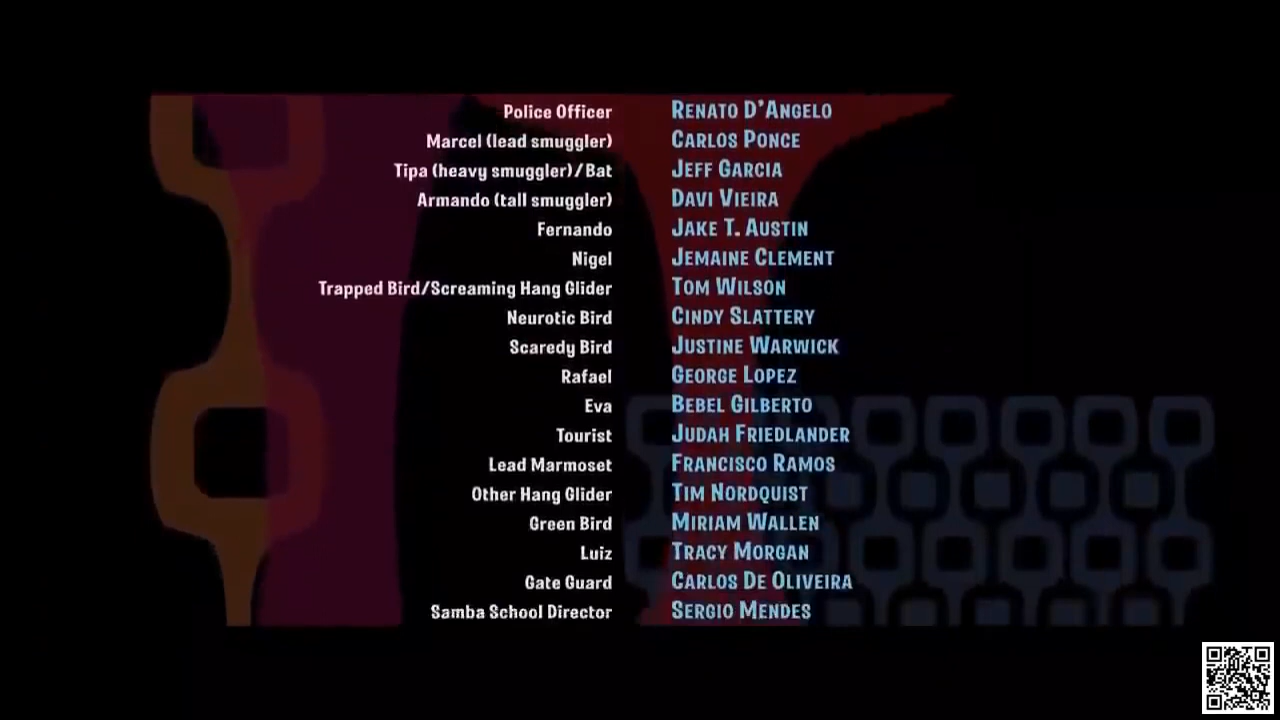 Police Officer RENATO D'ANGELO
Marcel (lead smuggler) CARLOS PONCE
Tipa (heavy smuggler)/Bat JEFF GARCIA
Armando (tall smuggler) DAVI VIEIRA
Fernando JAKE T. AUSTIN
Nigel JEMAINE CLEMENT
Trapped Bird/Screaming Hang Glider TOM WILSON
Neurotic Bird CINDY SLATTERY
Scaredy Bird JUSTINE WARWICK
Rafael GEORGE LOPEZ
Eva BEBEL GILBERTO
Tourist JUDAH FRIEDLANDER
Lead Marmoset FRANCISCO RAMOS
Other Hang Glider TIM NORDQUIST
Green Bird MIRIAM WALLEN
Luiz TRACY MORGAN
Gate Guard CARLOS DE OLIVEIRA
Samba School Director SERGIO MENDES